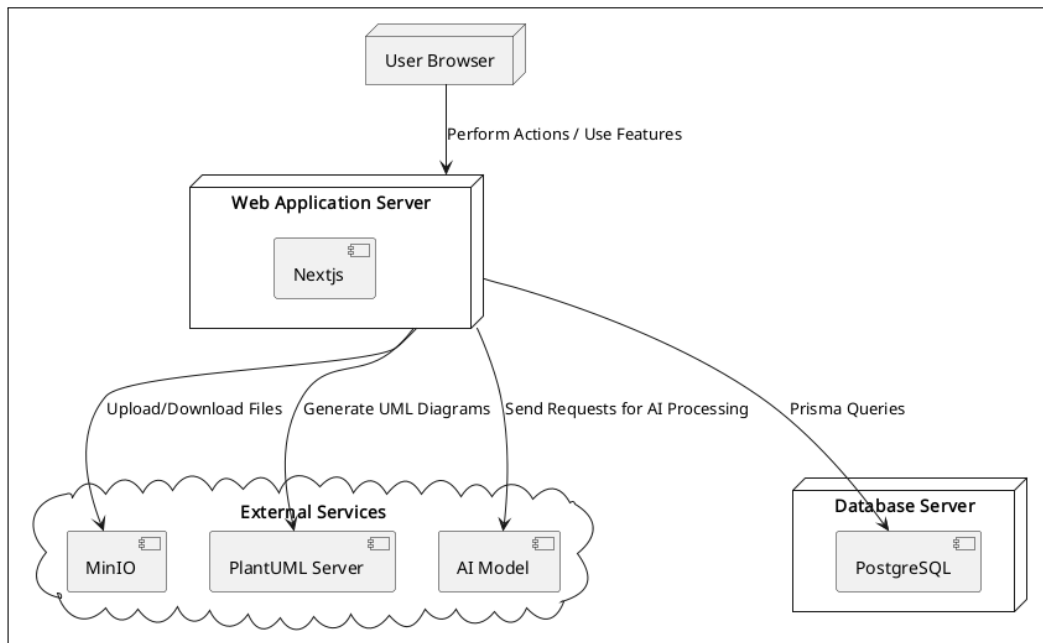 User Browser
Perform Actions / Use Features
Web Application Server
Nextjs
Upload/Download Files
Generate UML Diagrams
Send Requests for AI Processing
Prisma Queries
External Services
Database Server
MinIO
PlantUML Server
AI Model
PostgreSQL